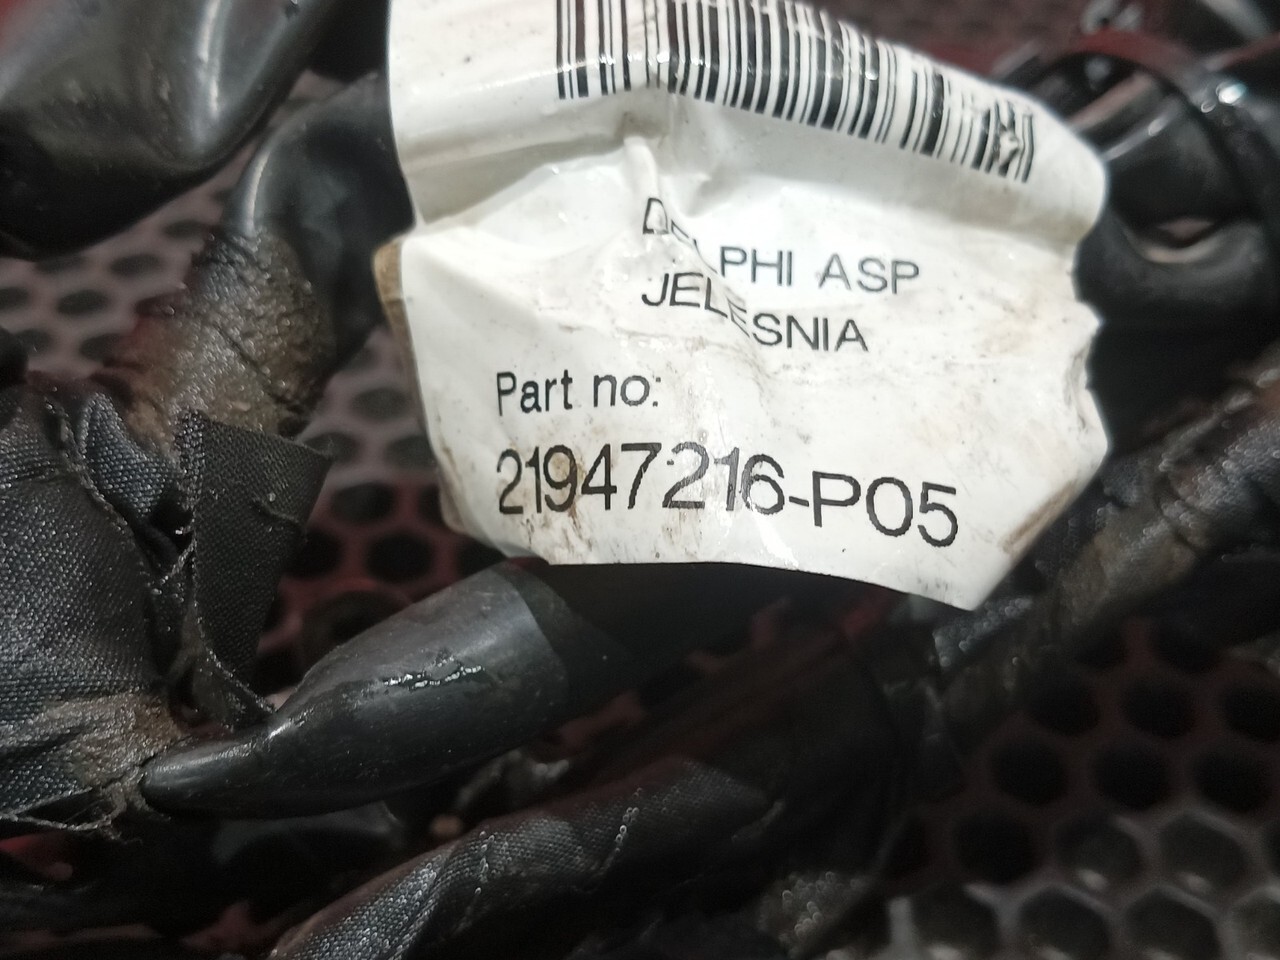 DELPHI ASP
JELESNIA
Part no:
21947216-P05